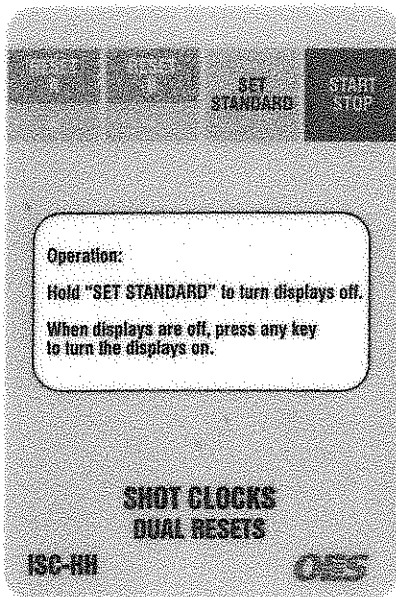 SET
STANDARD
START
STOP
Operation:
Hold "SET STANDARD" to turn displays off.
When displays are off, press any key
to turn the displays on.
SHOT CLOCKS
DUAL RESETS
ISC-HH
OES